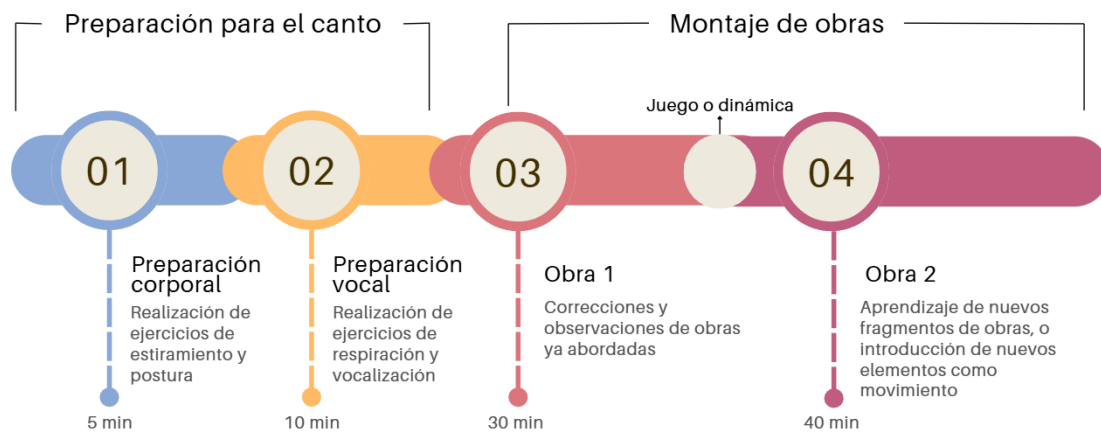 Preparación para el canto
Montaje de obras
Juego o dinámica
01
02
03
04
Preparación
corporal
Realización de
ejercicios de
estiramiento y
postura
5 min
Preparación
vocal
Realización de
ejercicios de
respiración y
vocalización
10 min
Obra 1
Correcciones y
observaciones de obras
ya abordadas
30 min
Obra 2
Aprendizaje de nuevos
fragmentos de obras, o
introducción de nuevos
elementos como
movimiento
40 min